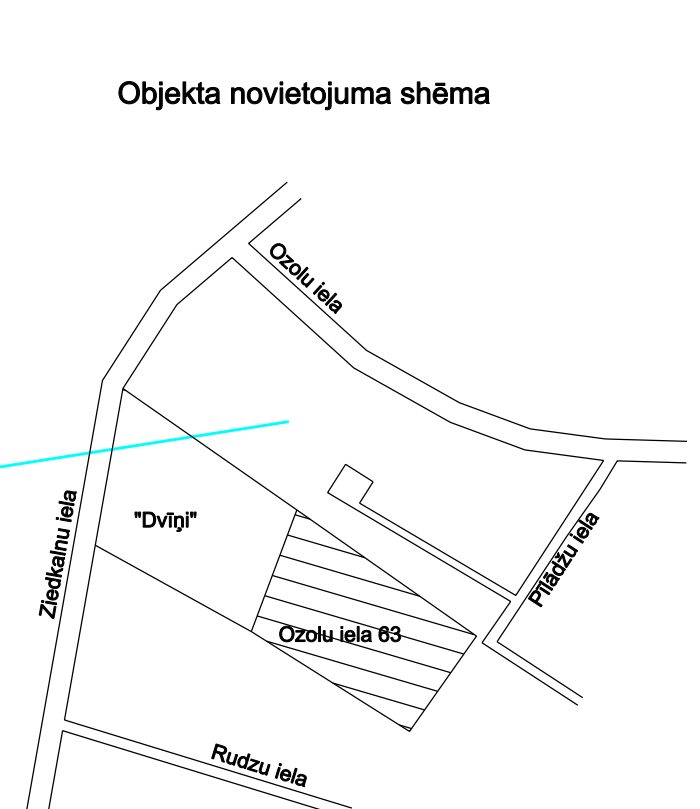 Objekta novietojuma shēma
Ozolu iela
"Dvīņi"
Ziedkalnu iela
Pīlādžu iela
Ozolu iela 63
Rudzu iela